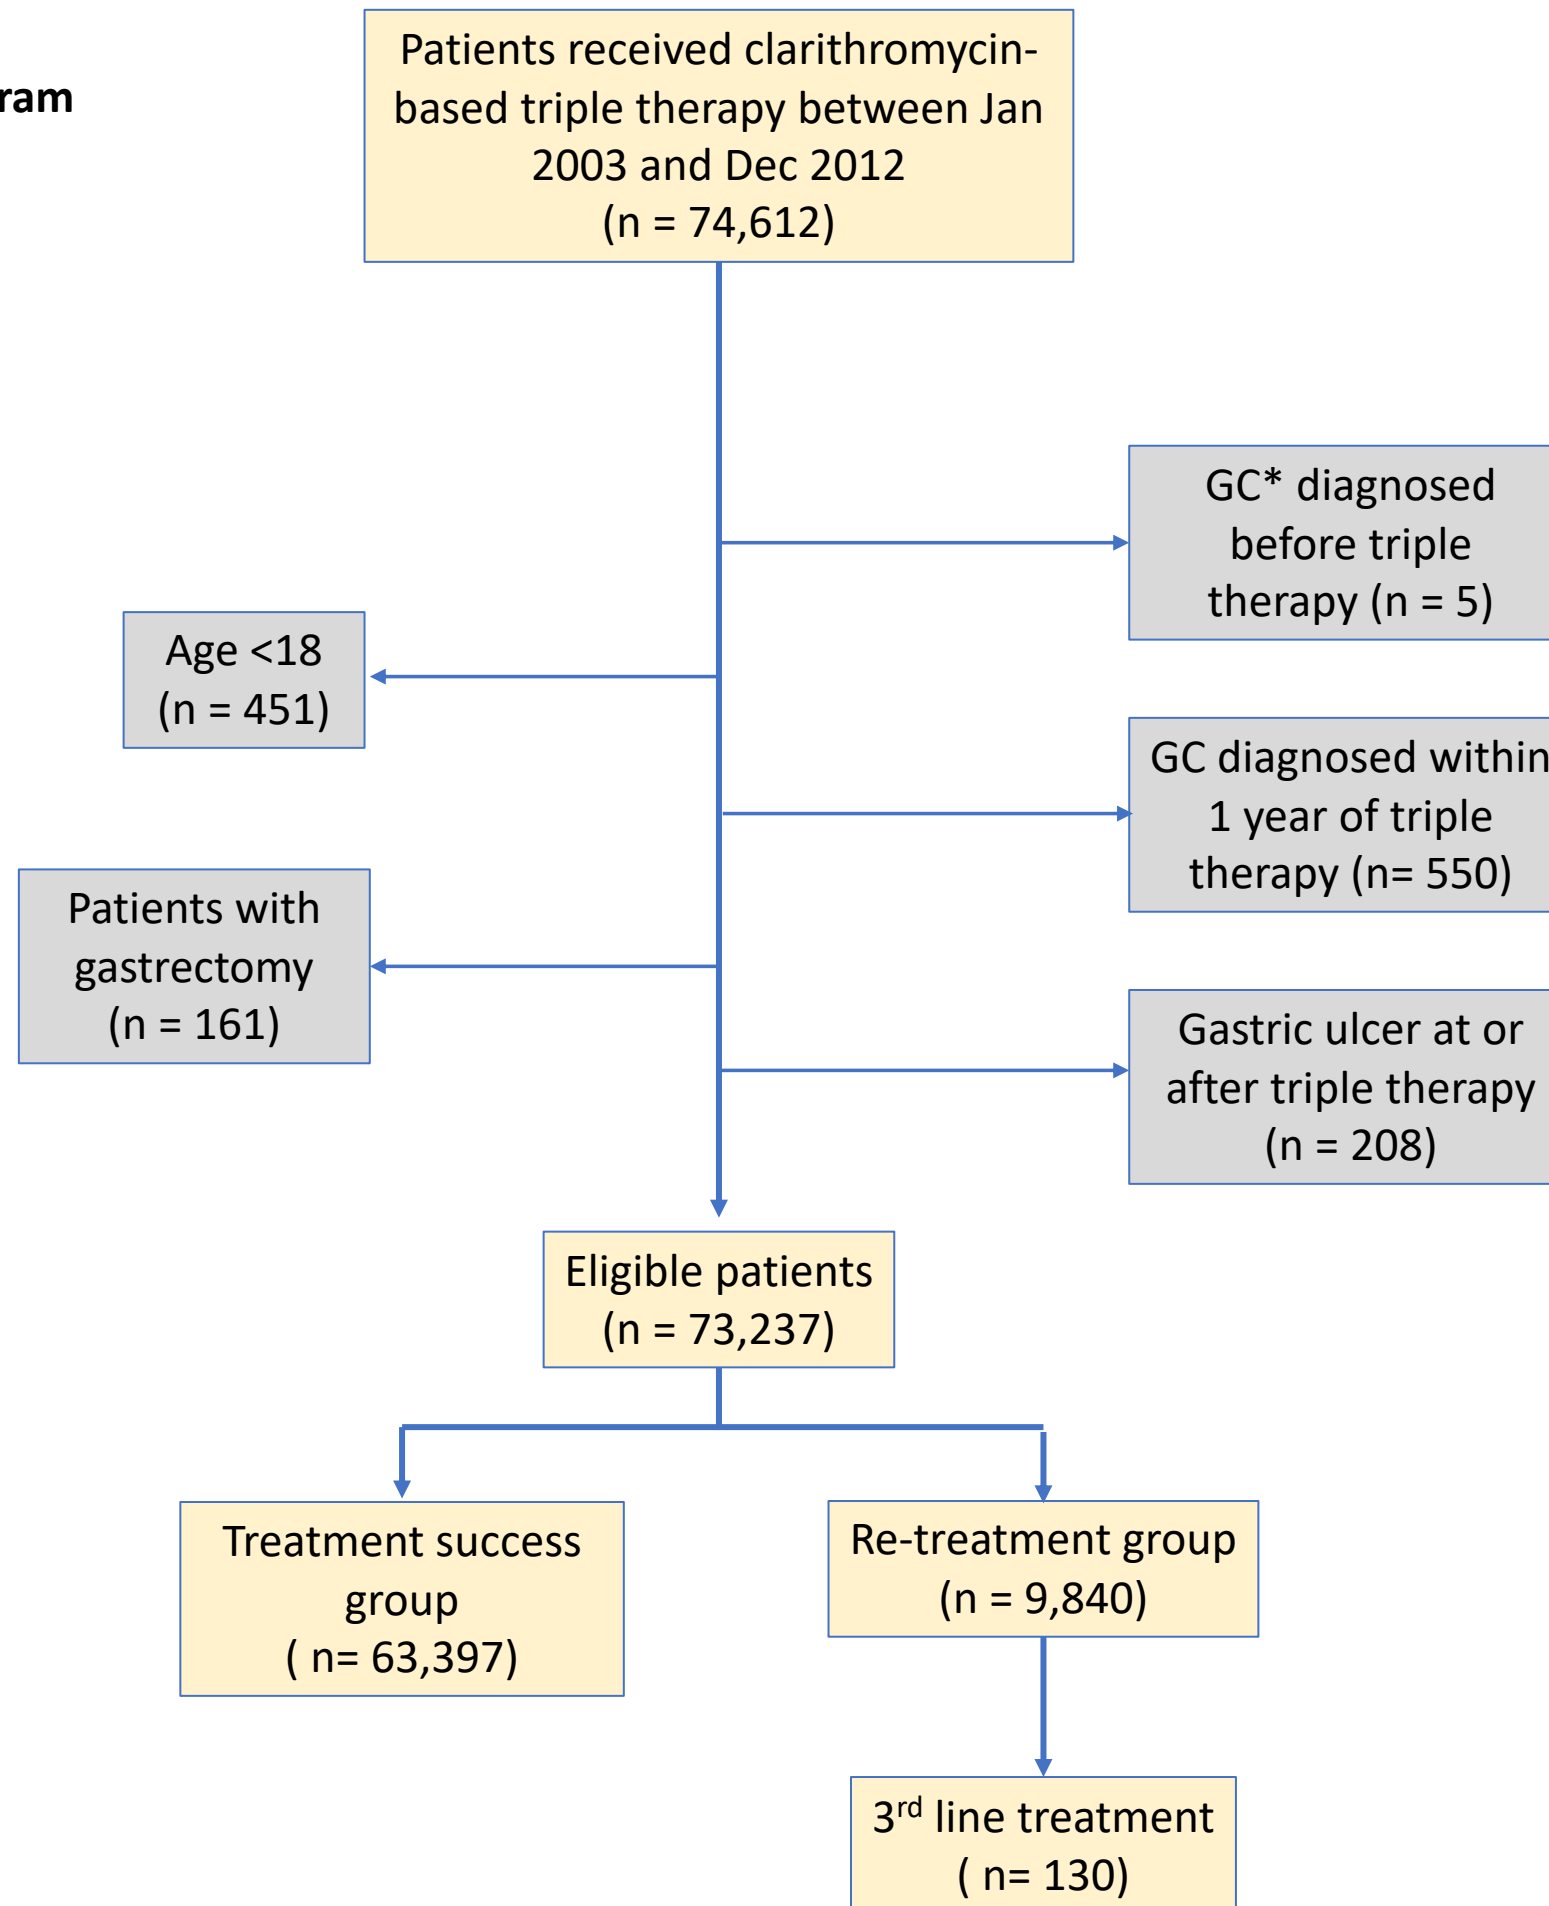 ram
Patients received clarithromycin-
based triple therapy between Jan
2003 and Dec 2012
(n = 74,612)
GC* diagnosed
before triple
therapy (n = 5)
Age <18
(n = 451)
GC diagnosed within
1 year of triple
therapy (n= 550)
Patients with
gastrectomy
(n = 161)
Gastric ulcer at or
after triple therapy
(n = 208)
Eligible patients
(n = 73,237)
Treatment success
group
( n= 63,397)
Re-treatment group
(n = 9,840)
3rd line treatment
( n= 130)